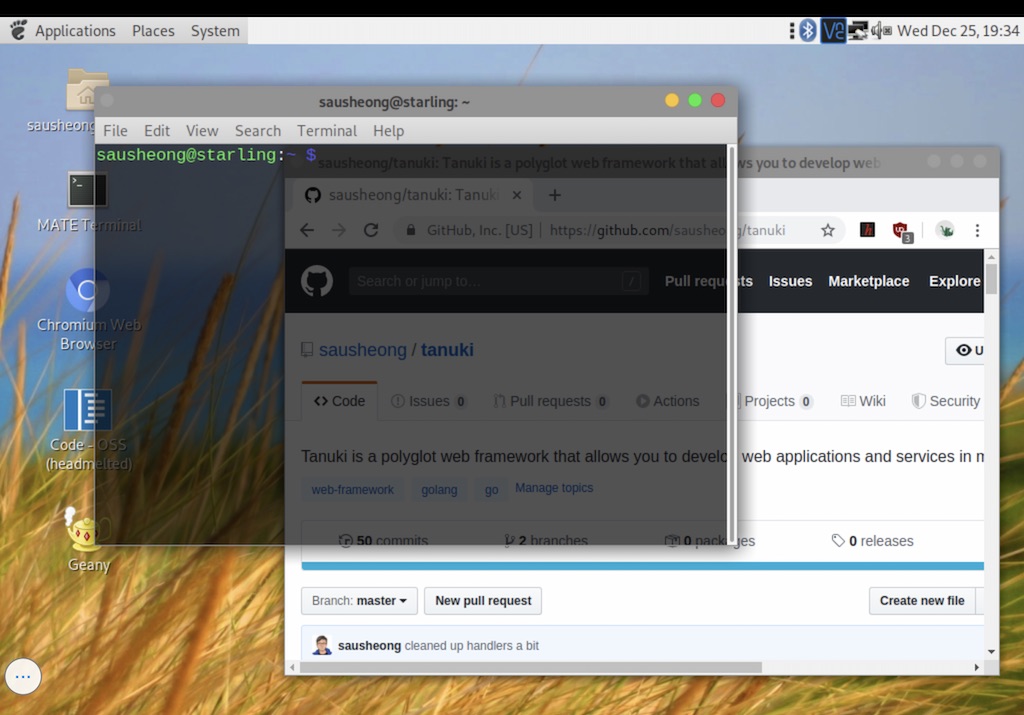 Applications Places System
V2 Wed Dec 25, 19:34
sausheong
MATE Terminal
Chromium Web
Browser
Code - OSS
(headmelted)
Geany
sausheong@starling: ~
File Edit View Search Terminal Help
sausheong@starling:~ $
sausheong/tanuki: Tanuki is a polyglot web framework that allows you to develop web
sausheong/tanuki: Tanuki
GitHub, Inc. [US] | https://github.com/sausheong/tanuki
3
Search or jump to… / Pull requests Issues Marketplace Explore
sausheong / tanuki U
Code Issues 0 Pull requests 0 Actions Projects 0 Wiki Security
Tanuki is a polyglot web framework that allows you to develop web applications and services in m
web-framework golang go Manage topics
50 commits 2 branches 0 packages 0 releases
Branch: master New pull request Create new file
sausheong cleaned up handlers a bit